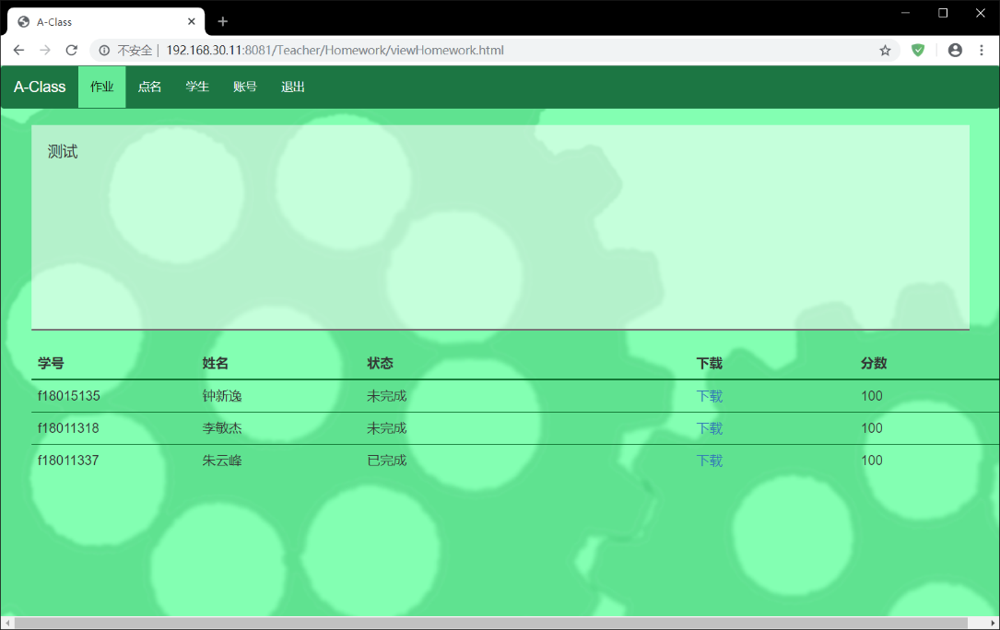 A-Class
不安全 | 192.168.30.11:8081/Teacher/Homework/viewHomework.html
A-Class 作业 点名 学生 账号 退出
测试
学号 姓名 状态 下载 分数
f18015135 钟新逸 未完成 下载 100
f18011318 李敏杰 未完成 下载 100
f18011337 朱云峰 已完成 下载 100